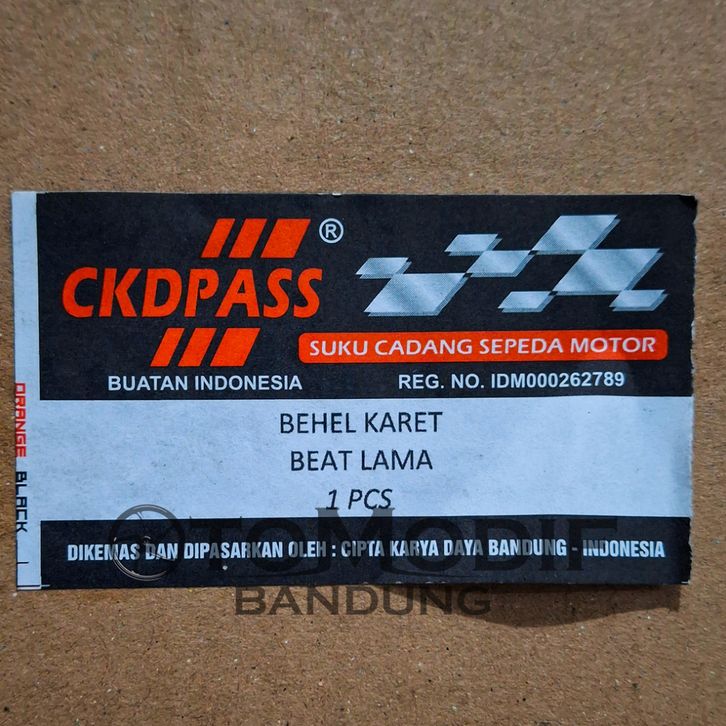 ®
CKDPASS
SUKU CADANG SEPEDA MOTOR
BUATAN INDONESIA
REG. NO. IDM000262789
ORANGE BLACK
BEHEL KARET
BEAT LAMA
1 PCS
DIKEMAS DAN DIPASARKAN OLEH : CIPTA KARYA DAYA BANDUNG - INDONESIA
OTOMODIF
BANDUNG